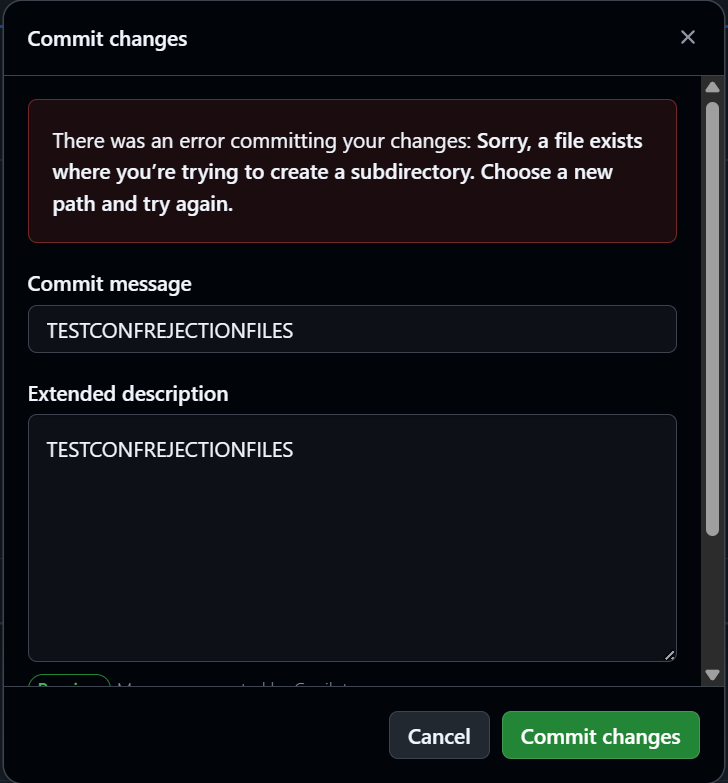 Commit changes
There was an error committing your changes: Sorry, a file exists
where you’re trying to create a subdirectory. Choose a new
path and try again.
Commit message
TESTCONFREJECTIONFILES
Extended description
TESTCONFREJECTIONFILES
Cancel
Commit changes